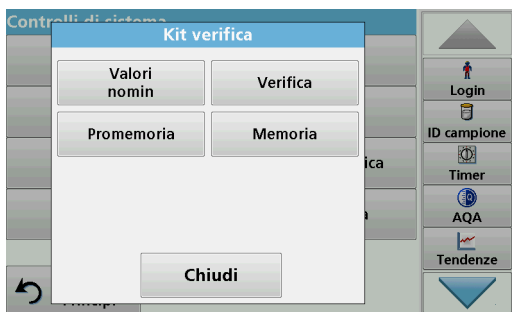 Controlli di sistema
Kit verifica
Valori
nomin
Verifica
Promemoria
Memoria
ica
Chiudi
Login
ID campione
Timer
AQA
Tendenze